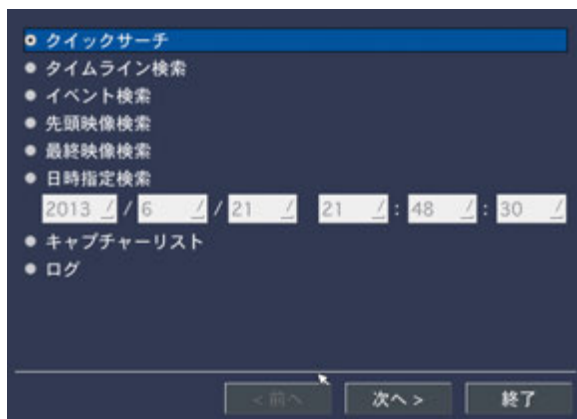 クイックサーチ
タイムライン検索
イベント検索
先頭映像検索
最終映像検索
日時指定検索
2013 / 6 / 21 21 : 48 : 30
キャプチャーリスト
ログ
<前へ 次へ> 終了